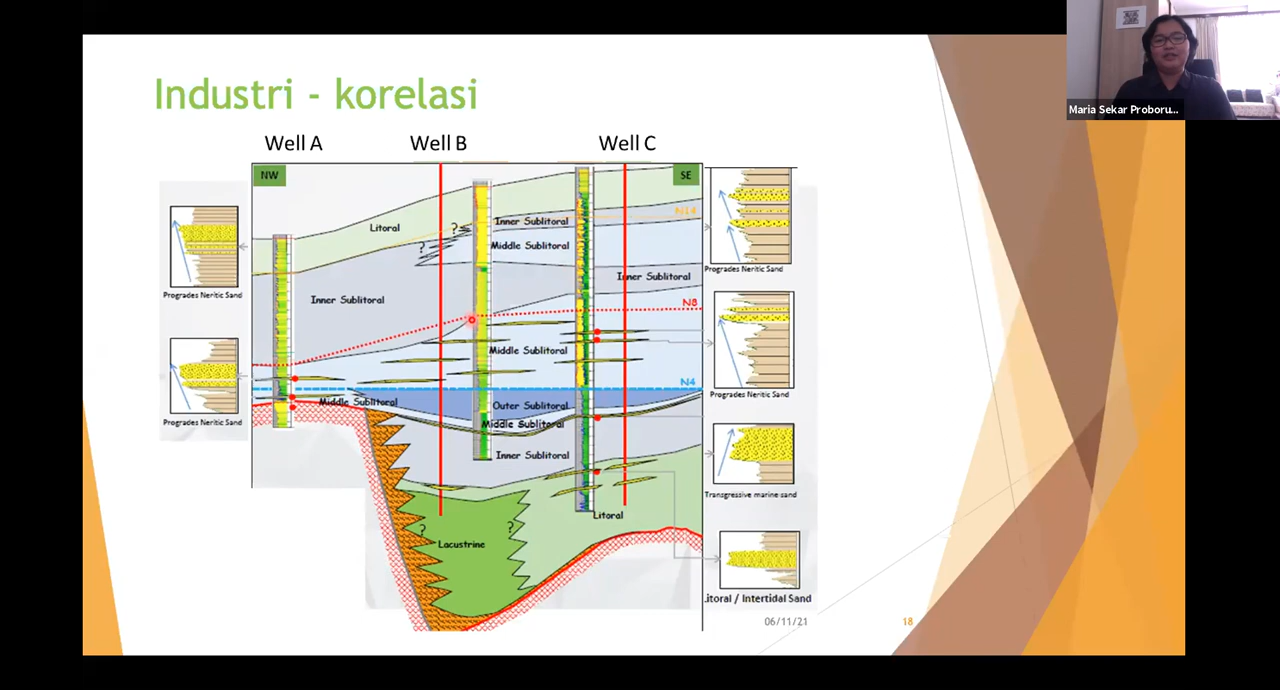 Maria Sekar Proboru...
Industri - korelasi
Well A
Well B
Well C
NW
SE
Litoral
Inner Sublitoral
N14
Middle Sublitoral
Inner Sublitoral
Inner Sublitoral
N8
Middle Sublitoral
N4
Middle Sublitoral
Outer Sublitoral
Middle Sublitoral
Inner Sublitoral
Litoral
Lacustrine
?
?
?
?
Progrades Neritic Sand
Progrades Neritic Sand
Progrades Neritic Sand
Progrades Neritic Sand
Transgressive marine sand
Litoral / Intertidal Sand
06/11/21
18